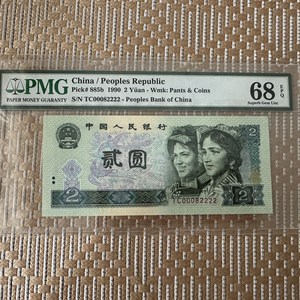 PMG
PAPER MONEY GUARANTY
China / Peoples Republic
Pick# 885b 1990 2 Yüan - Wmk: Pants & Coins
S/N TC00082222 - Peoples Bank of China
68 EPQ
Superb Gem Unc
中国人民银行
2
贰圆
2
TC00082222